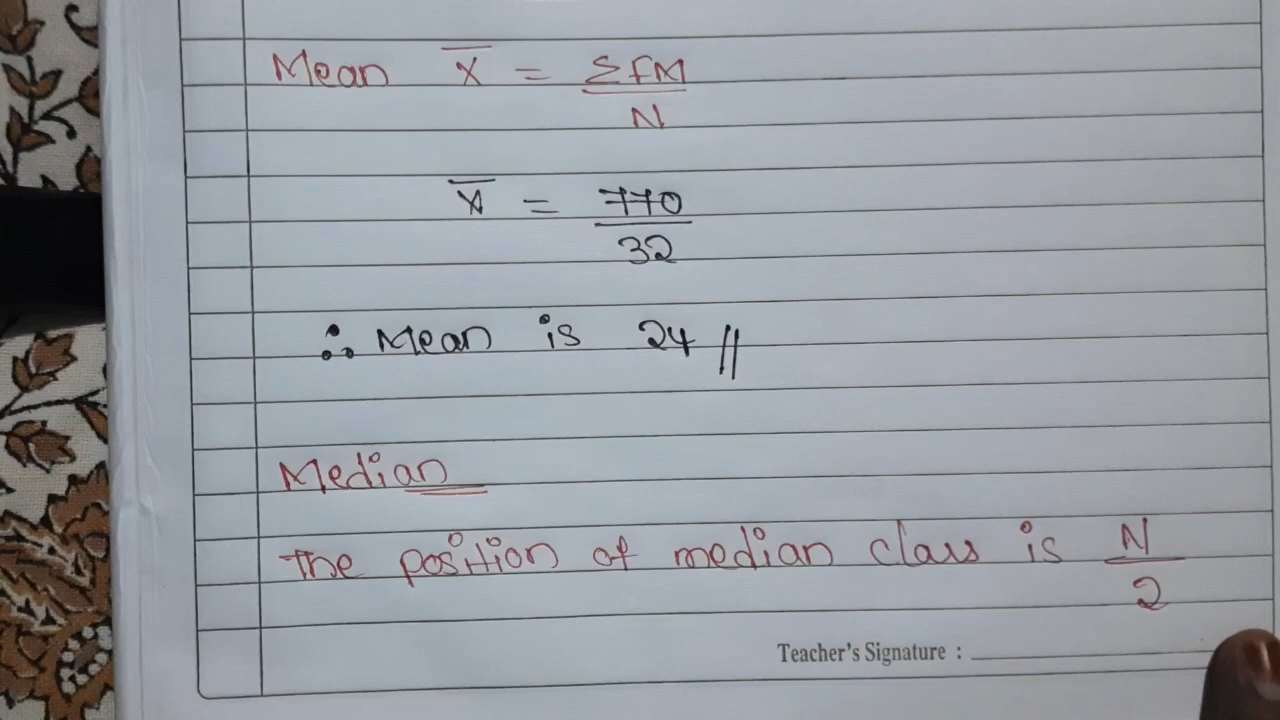 Mean X̅ = ΣFM
N
X̅ = 770
32
∴ Mean is 24 //
Median
The position of median class is N
2
Teacher's Signature :